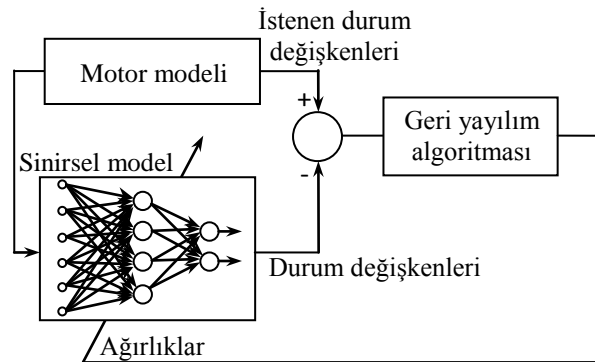 İstenen durum
değişkenleri
Motor modeli
+
Geri yayılım
algoritması
Sinirsel model
-
Durum değişkenleri
Ağırlıklar